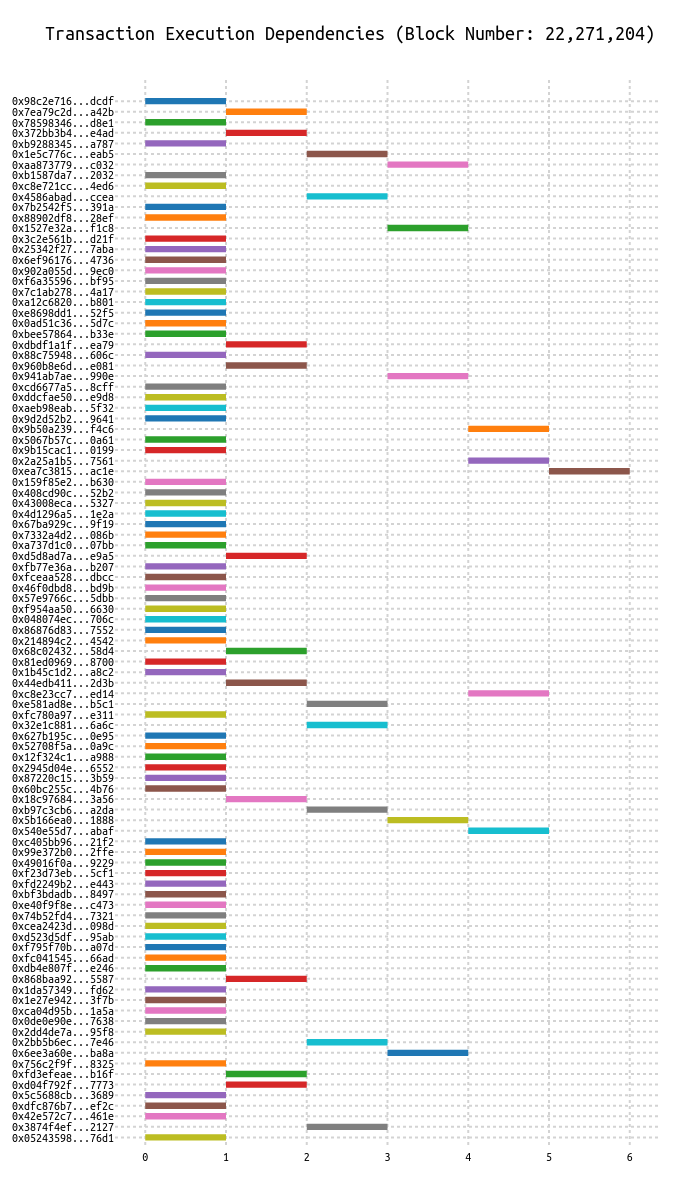 Transaction Execution Dependencies (Block Number: 22,271,204)
0x98c2e716...dcdf
0x7ea79c2d...a42b
0x78598346...d8e1
0x372bb3b4...e4ad
0xb9288345...a787
0x1e5c776c...eab5
0xaa873779...c032
0xb1587da7...2032
0xc8e721cc...4ed6
0x4586abad...ccea
0x7b2542f5...391a
0x88902df8...28ef
0x1527e32a...f1c8
0x3c2e561b...d21f
0x25342f27...7aba
0x6ef96176...4736
0x902a055d...9ec0
0xf6a35596...bf95
0x7c1ab278...4a17
0xa12c6820...b801
0xe8698dd1...52f5
0x0ad51c36...5d7c
0xbee57864...b33e
0xdbdf1a1f...ea79
0x88c75948...606c
0x960b8e6d...e081
0x941ab7ae...990e
0xcd6677a5...8cff
0xddcfae50...e9d8
0xaeb98eab...5f32
0x9d2d52b2...9641
0x9b50a239...f4c6
0x5067b57c...0a61
0x9b15cac1...0199
0x2a25a1b5...7561
0xea7c3815...ac1e
0x159f85e2...b630
0x408cd90c...52b2
0x43008eca...5327
0x4d1296a5...1e2a
0x67ba929c...9f19
0x7332a4d2...086b
0xa737d1c0...07bb
0xd5d8ad7a...e9a5
0xfb77e36a...b207
0xfceaa528...dbcc
0x46f0dbd8...bd9b
0x57e9766c...5dbb
0xf954aa50...6630
0x048074ec...706c
0x86876d83...7552
0x214894c2...4542
0x68c02432...58d4
0x81ed0969...8700
0x1b45c1d2...a8c2
0x44edb411...2d3b
0xc8e23cc7...ed14
0xe581ad8e...b5c1
0xfc780a97...e311
0x32e1c881...6a6c
0x627b195c...0e95
0x52708f5a...0a9c
0x12f324c1...a988
0x2945d04e...6552
0x87220c15...3b59
0x60bc255c...4b76
0x18c97684...3a56
0xb97c3cb6...a2da
0x5b166ea0...1888
0x540e55d7...abaf
0xc405bb96...21f2
0x99e372b0...2ffe
0x49016f0a...9229
0xf23d73eb...5cf1
0xfd2249b2...e443
0xbf3bdadb...8497
0xe40f9f8e...c473
0x74b52fd4...7321
0xcea2423d...098d
0xd523d5df...95ab
0xf795f70b...a07d
0xfc041545...66ad
0xdb4e807f...e246
0x868baa92...5587
0x1da57349...fd62
0x1e27e942...3f7b
0xca04d95b...1a5a
0x0de0e90e...7638
0x2dd4de7a...95f8
0x2bb5b6ec...7e46
0x6ee3a60e...ba8a
0x756c2f9f...8325
0xfd3efeae...b16f
0xd04f792f...7773
0x5c5688cb...3689
0xdfc876b7...ef2c
0x42e572c7...461e
0x3874f4ef...2127
0x05243598...76d1
0 1 2 3 4 5 6